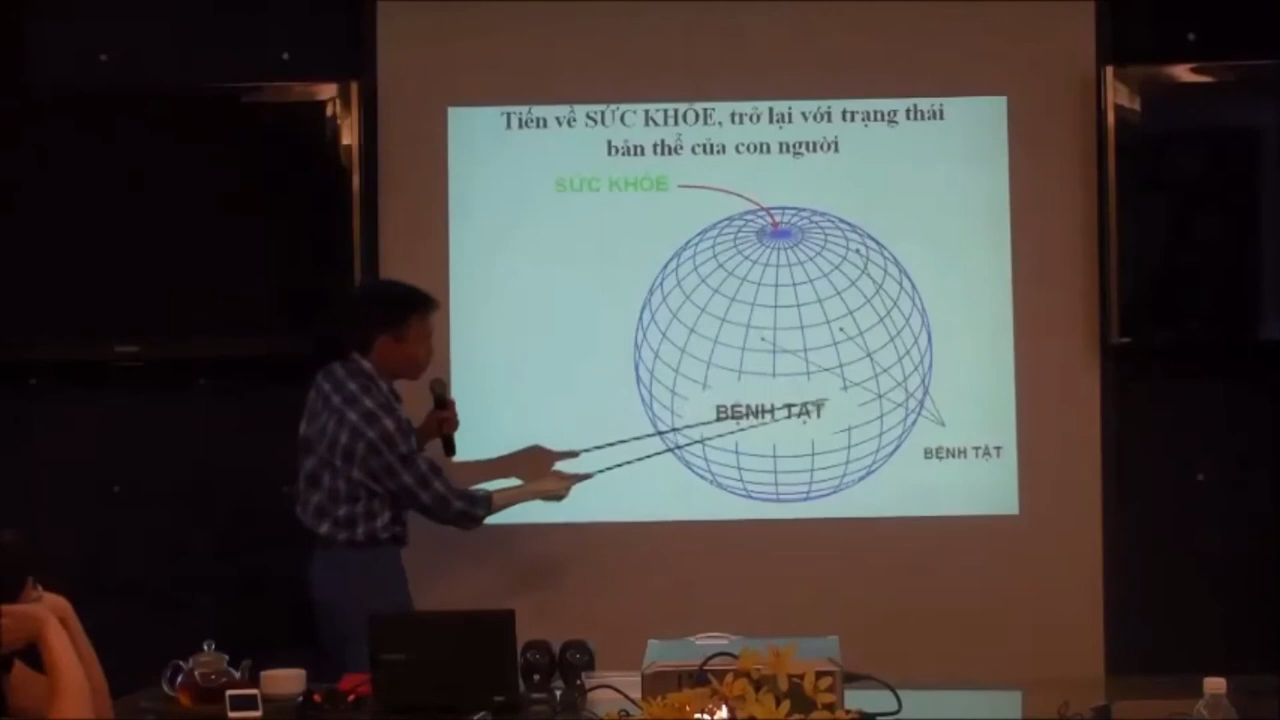 Tiến về SỨC KHỎE, trở lại với trạng thái
bản thể của con người
SỨC KHỎE
BỆNH TẬT
BỆNH TẬT